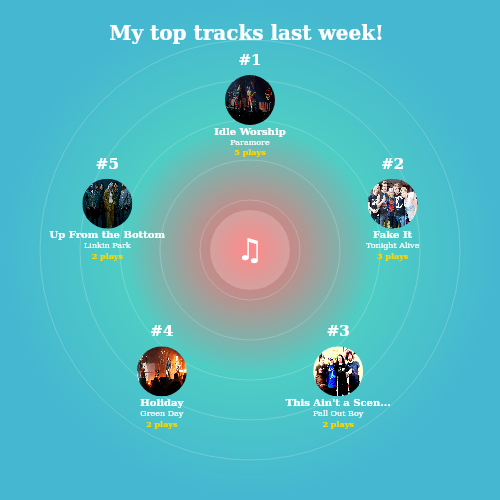 My top tracks last week!
#1
Idle Worship
Paramore
5 plays
#2
Fake It
Tonight Alive
3 plays
#3
This Ain't a Scen...
Fall Out Boy
2 plays
#4
Holiday
Green Day
2 plays
#5
Up From the Bottom
Linkin Park
2 plays